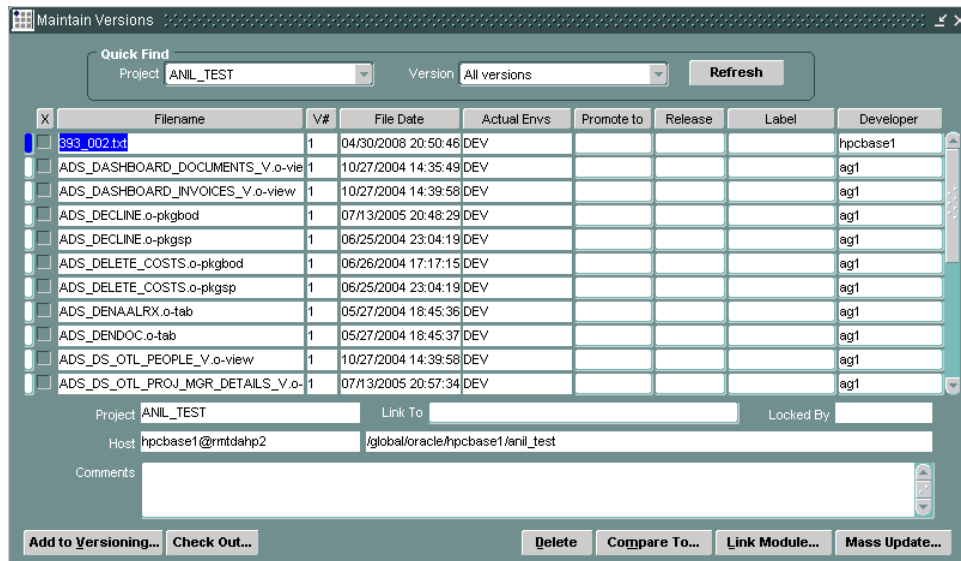 Maintain Versions
Quick Find
Project ANIL_TEST Version All versions Refresh
X Filename V# File Date Actual Envs Promote to Release Label Developer
393_002.txt 1 04/30/2008 20:50:46 DEV hpcbase1
ADS_DASHBOARD_DOCUMENTS_V.o-vie 1 10/27/2004 14:35:49 DEV ag1
ADS_DASHBOARD_INVOICES_V.o-view 1 10/27/2004 14:39:58 DEV ag1
ADS_DECLINE.o-pkgbod 1 07/13/2005 20:48:29 DEV ag1
ADS_DECLINE.o-pkgsp 1 06/25/2004 23:04:19 DEV ag1
ADS_DELETE_COSTS.o-pkgbod 1 06/26/2004 17:17:15 DEV ag1
ADS_DELETE_COSTS.o-pkgsp 1 06/25/2004 23:04:19 DEV ag1
ADS_DENAALRX.o-tab 1 05/27/2004 18:45:36 DEV ag1
ADS_DENDOC.o-tab 1 05/27/2004 18:45:37 DEV ag1
ADS_DS_OTL_PEOPLE_V.o-view 1 10/27/2004 14:39:58 DEV ag1
ADS_DS_OTL_PROJ_MGR_DETAILS_V.o- 1 07/13/2005 20:57:34 DEV ag1
Project ANIL_TEST Link To Locked By
Host hpcbase1@rmtdahp2 /global/oracle/hpcbase1/anil_test
Comments
Add to Versioning... Check Out... Delete Compare To... Link Module... Mass Update...